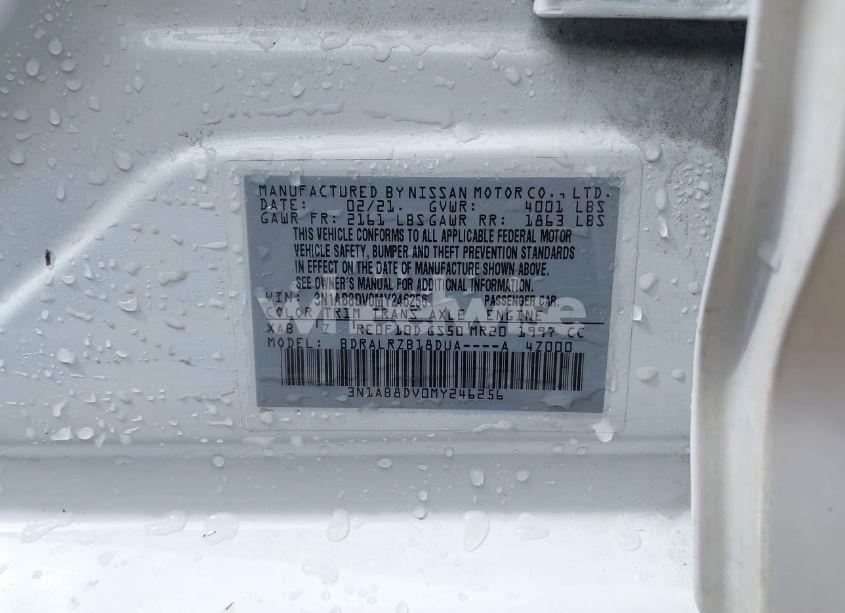 MANUFACTURED BY NISSAN MOTOR CO., LTD.
DATE: 02/21. GVWR: 4001 LBS
GAWR FR: 2161 LBS GAWR RR: 1863 LBS
THIS VEHICLE CONFORMS TO ALL APPLICABLE FEDERAL MOTOR
VEHICLE SAFETY, BUMPER AND THEFT PREVENTION STANDARDS
IN EFFECT ON THE DATE OF MANUFACTURE SHOWN ABOVE.
SEE OWNER'S MANUAL FOR ADDITIONAL INFORMATION.
VIN: 3N1AB8DV0MY246256 PASSENGER CAR
COLOR TRIM TRANS AXLE ENGINE
XAB Z RE0F10D GS50 MR20 1997 CC
MODEL: BDRALRZB18DUA----A 4Z000
3N1AB8DV0MY246256